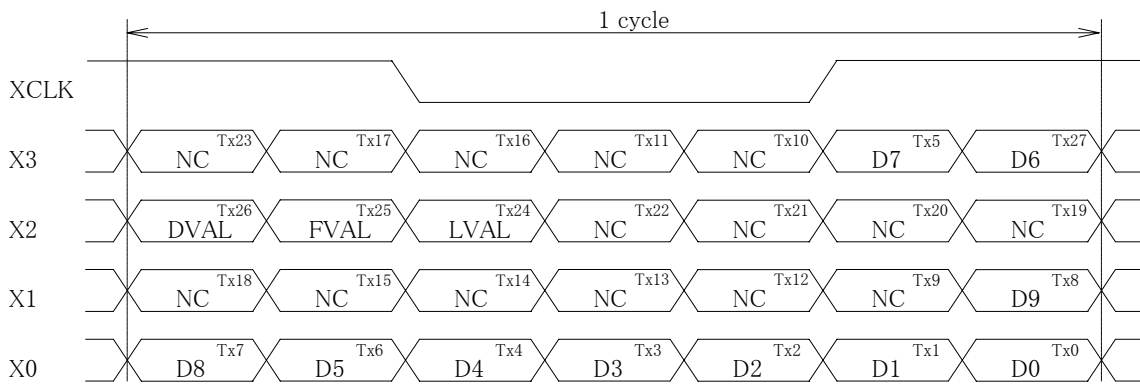 1 cycle
XCLK
X3 NC Tx23 NC Tx17 NC Tx16 NC Tx11 NC Tx10 D7 Tx5 D6 Tx27
X2 DVAL Tx26 FVAL Tx25 LVAL Tx24 NC Tx22 NC Tx21 NC Tx20 NC Tx19
X1 NC Tx18 NC Tx15 NC Tx14 NC Tx13 NC Tx12 NC Tx9 D9 Tx8
X0 D8 Tx7 D5 Tx6 D4 Tx4 D3 Tx3 D2 Tx2 D1 Tx1 D0 Tx0